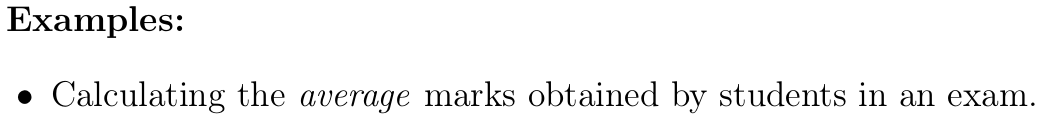 Examples:
• Calculating the average marks obtained by students in an exam.